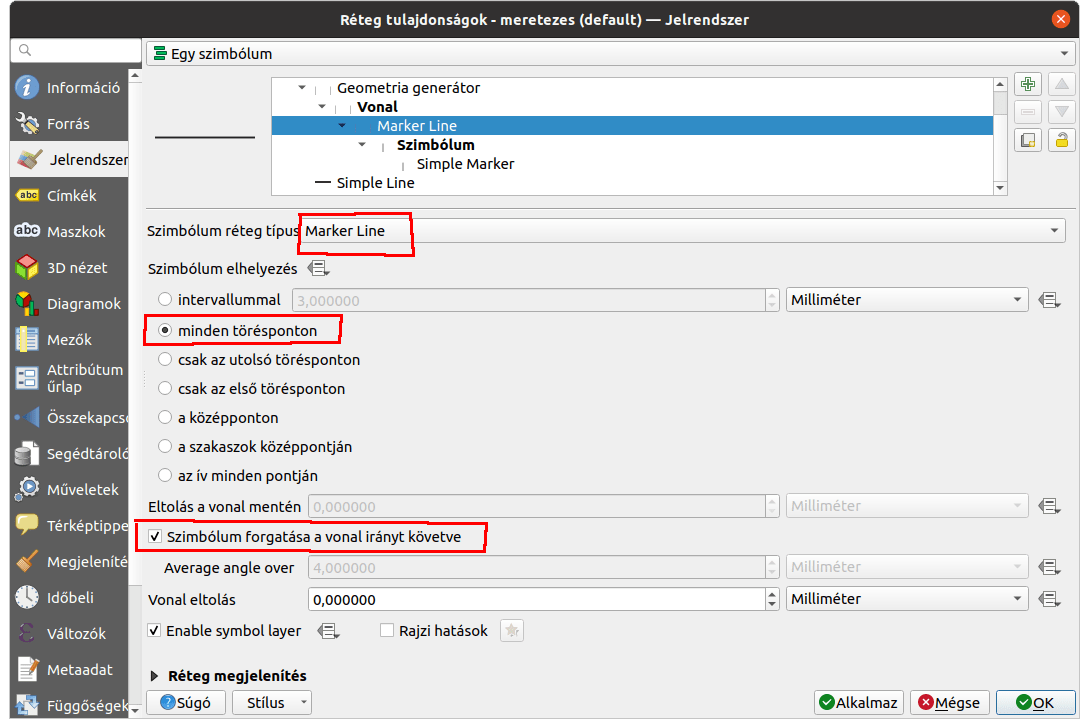 Réteg tulajdonságok - meretezes (default) — Jelrendszer
Információ
Forrás
Jelrendszer
Címkék
Maszkok
3D nézet
Diagramok
Mezők
Attribútum
űrlap
Összekapcs
Segédtároló
Műveletek
Térképtippe
Megjelenítés
Időbeli
Változók
Metaadat
Függőségek
Egy szimbólum
Geometria generátor
Vonal
Marker Line
Szimbólum
Simple Marker
Simple Line
Szimbólum réteg típus Marker Line
Szimbólum elhelyezés
intervallummal 3,000000 Milliméter
minden törésponton
csak az utolsó törésponton
csak az első törésponton
a középponton
a szakaszok középpontján
az ív minden pontján
Eltolás a vonal mentén 0,000000 Milliméter
Szimbólum forgatása a vonal irányt követve
Average angle over 4,000000 Milliméter
Vonal eltolás 0,000000 Milliméter
Enable symbol layer Rajzi hatások
Réteg megjelenítés
Súgó Stílus Alkalmaz Mégse OK